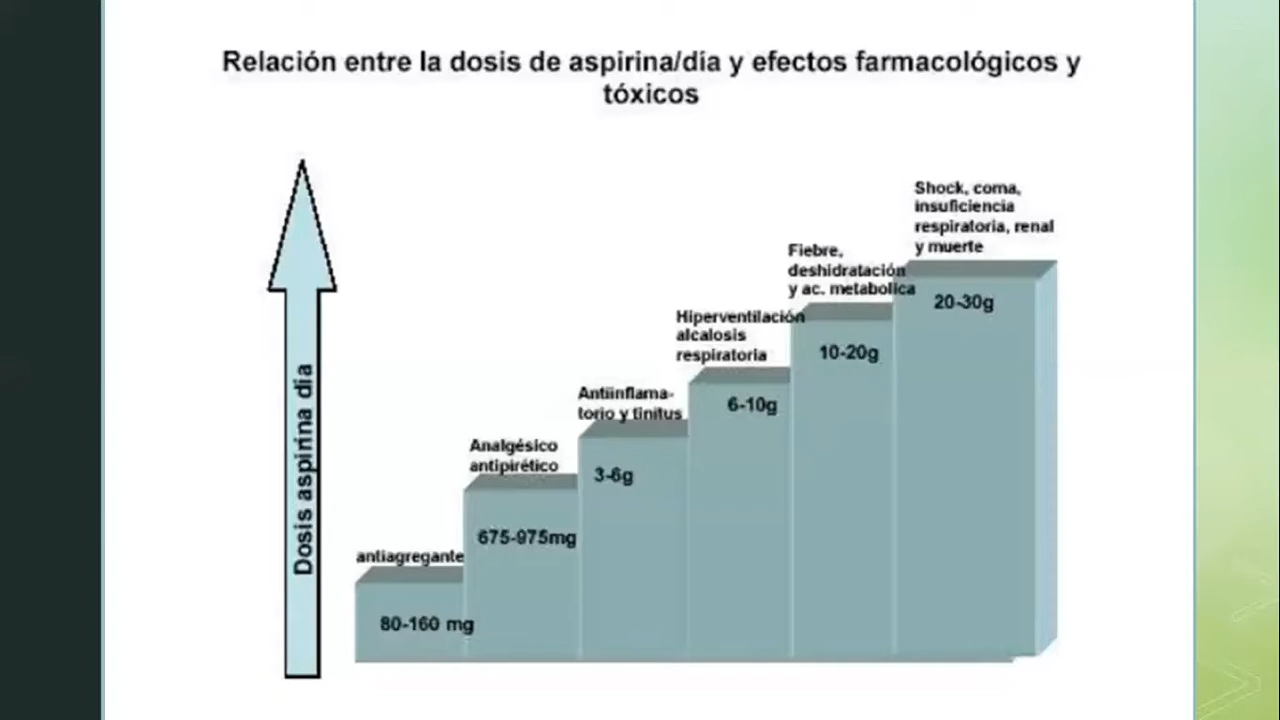 Relación entre la dosis de aspirina/día y efectos farmacológicos y
tóxicos
Dosis aspirina día
antiagregante
80-160 mg
Analgésico
antipirético
675-975mg
Antiinflama-
torio y tinitus
3-6g
Hiperventilación
alcalosis
respiratoria
6-10g
Fiebre,
deshidratación
y ac. metabolica
10-20g
Shock, coma,
insuficiencia
respiratoria, renal
y muerte
20-30g